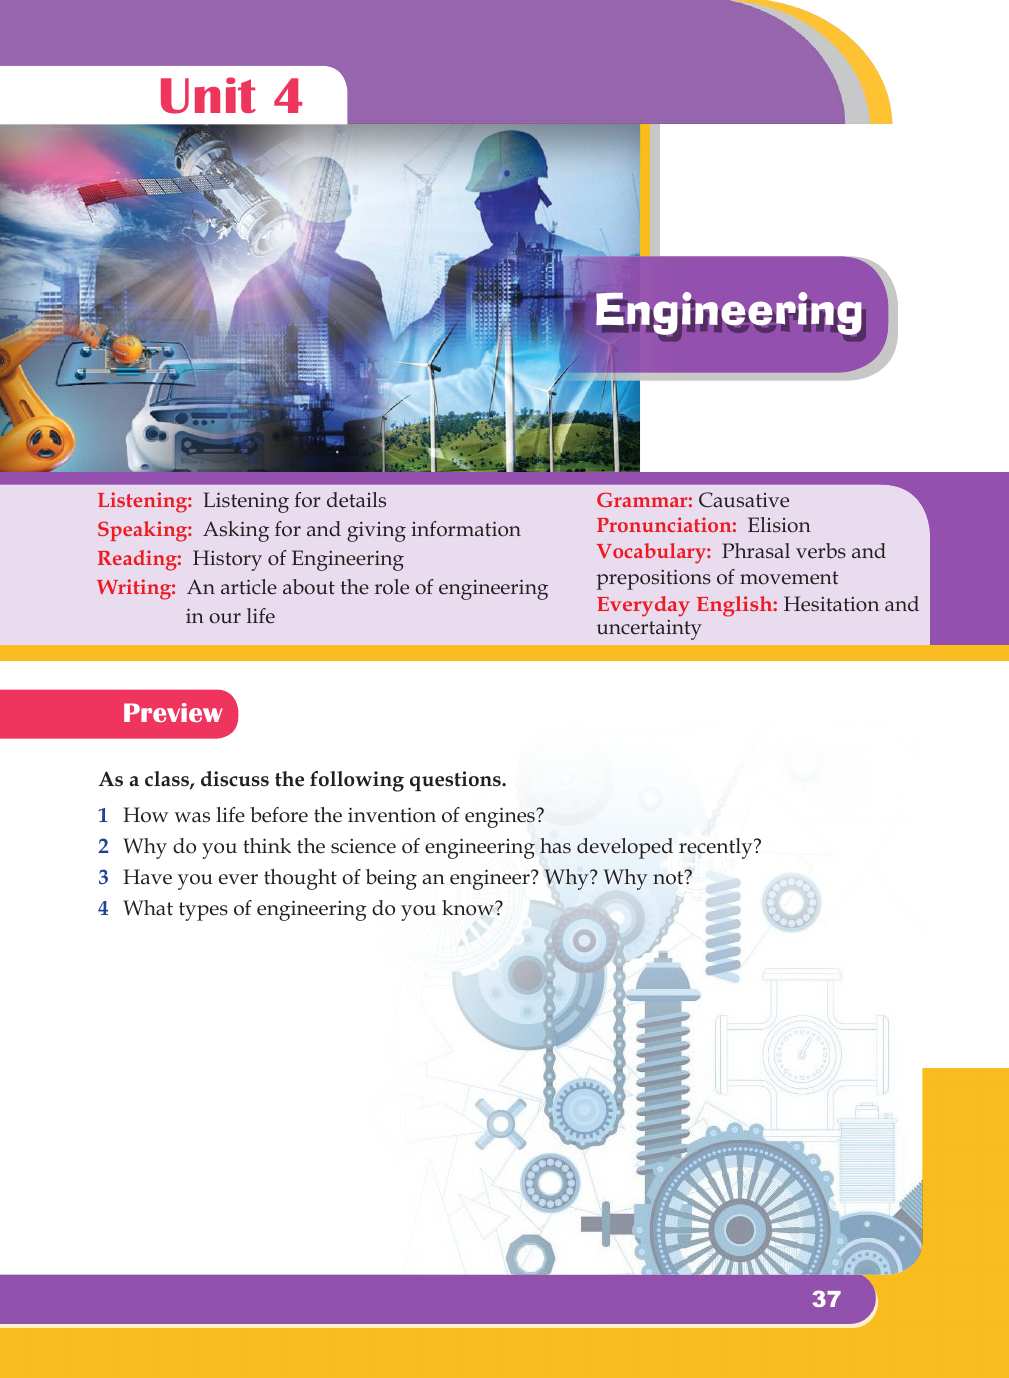 Unit 4
Engineering
Listening: Listening for details
Speaking: Asking for and giving information
Reading: History of Engineering
Writing: An article about the role of engineering
in our life
Grammar: Causative
Pronunciation: Elision
Vocabulary: Phrasal verbs and
prepositions of movement
Everyday English: Hesitation and
uncertainty
Preview
As a class, discuss the following questions.
1 How was life before the invention of engines?
2 Why do you think the science of engineering has developed recently?
3 Have you ever thought of being an engineer? Why? Why not?
4 What types of engineering do you know?
37